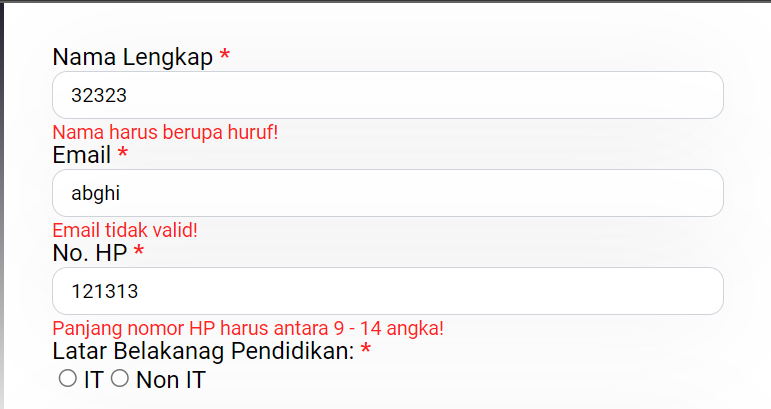 Nama Lengkap *
32323
Nama harus berupa huruf!
Email *
abghi
Email tidak valid!
No. HP *
121313
Panjang nomor HP harus antara 9 - 14 angka!
Latar Belakanag Pendidikan: *
IT Non IT